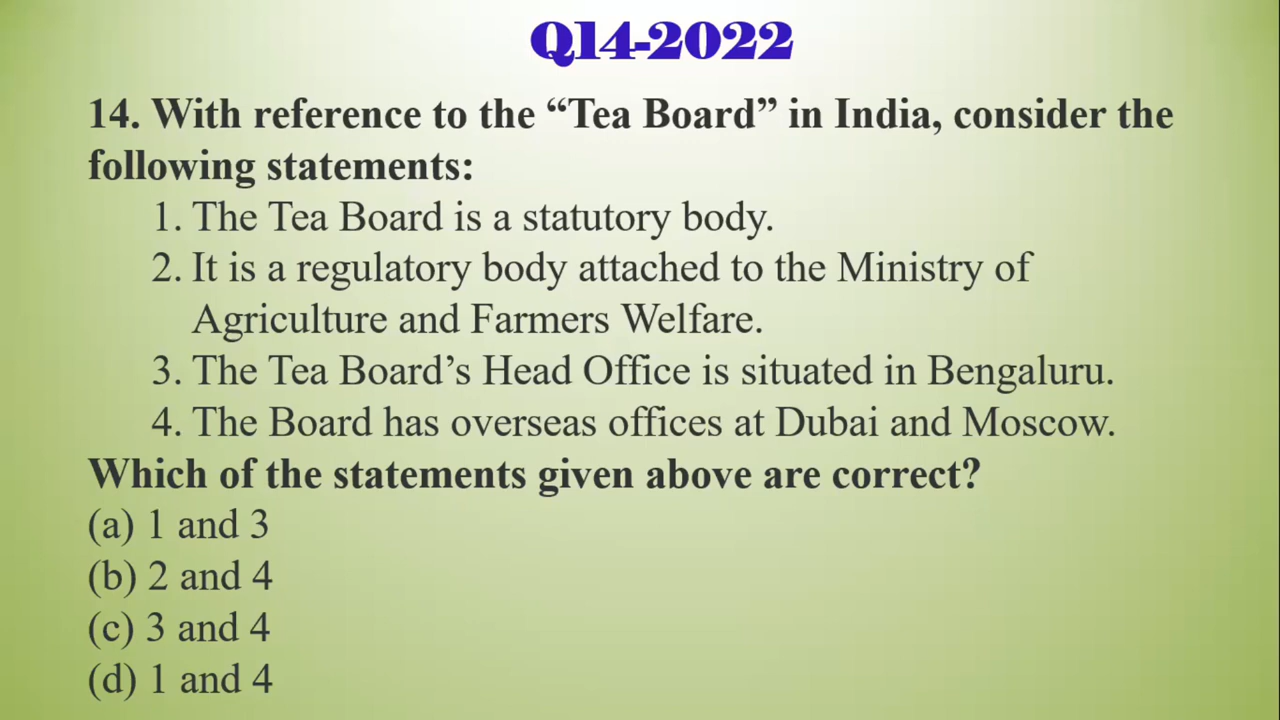 Q14-2022
14. With reference to the “Tea Board” in India, consider the
following statements:
1. The Tea Board is a statutory body.
2. It is a regulatory body attached to the Ministry of
Agriculture and Farmers Welfare.
3. The Tea Board’s Head Office is situated in Bengaluru.
4. The Board has overseas offices at Dubai and Moscow.
Which of the statements given above are correct?
(a) 1 and 3
(b) 2 and 4
(c) 3 and 4
(d) 1 and 4